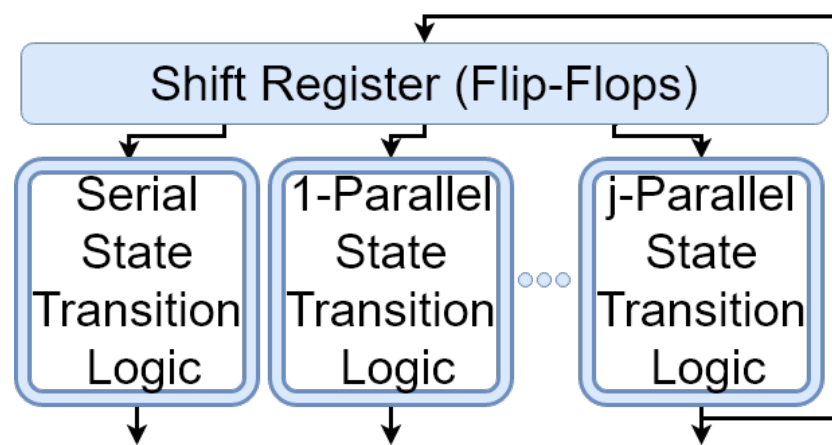 Shift Register (Flip-Flops)
Serial
State
Transition
Logic
1-Parallel
State
Transition
Logic
j-Parallel
State
Transition
Logic